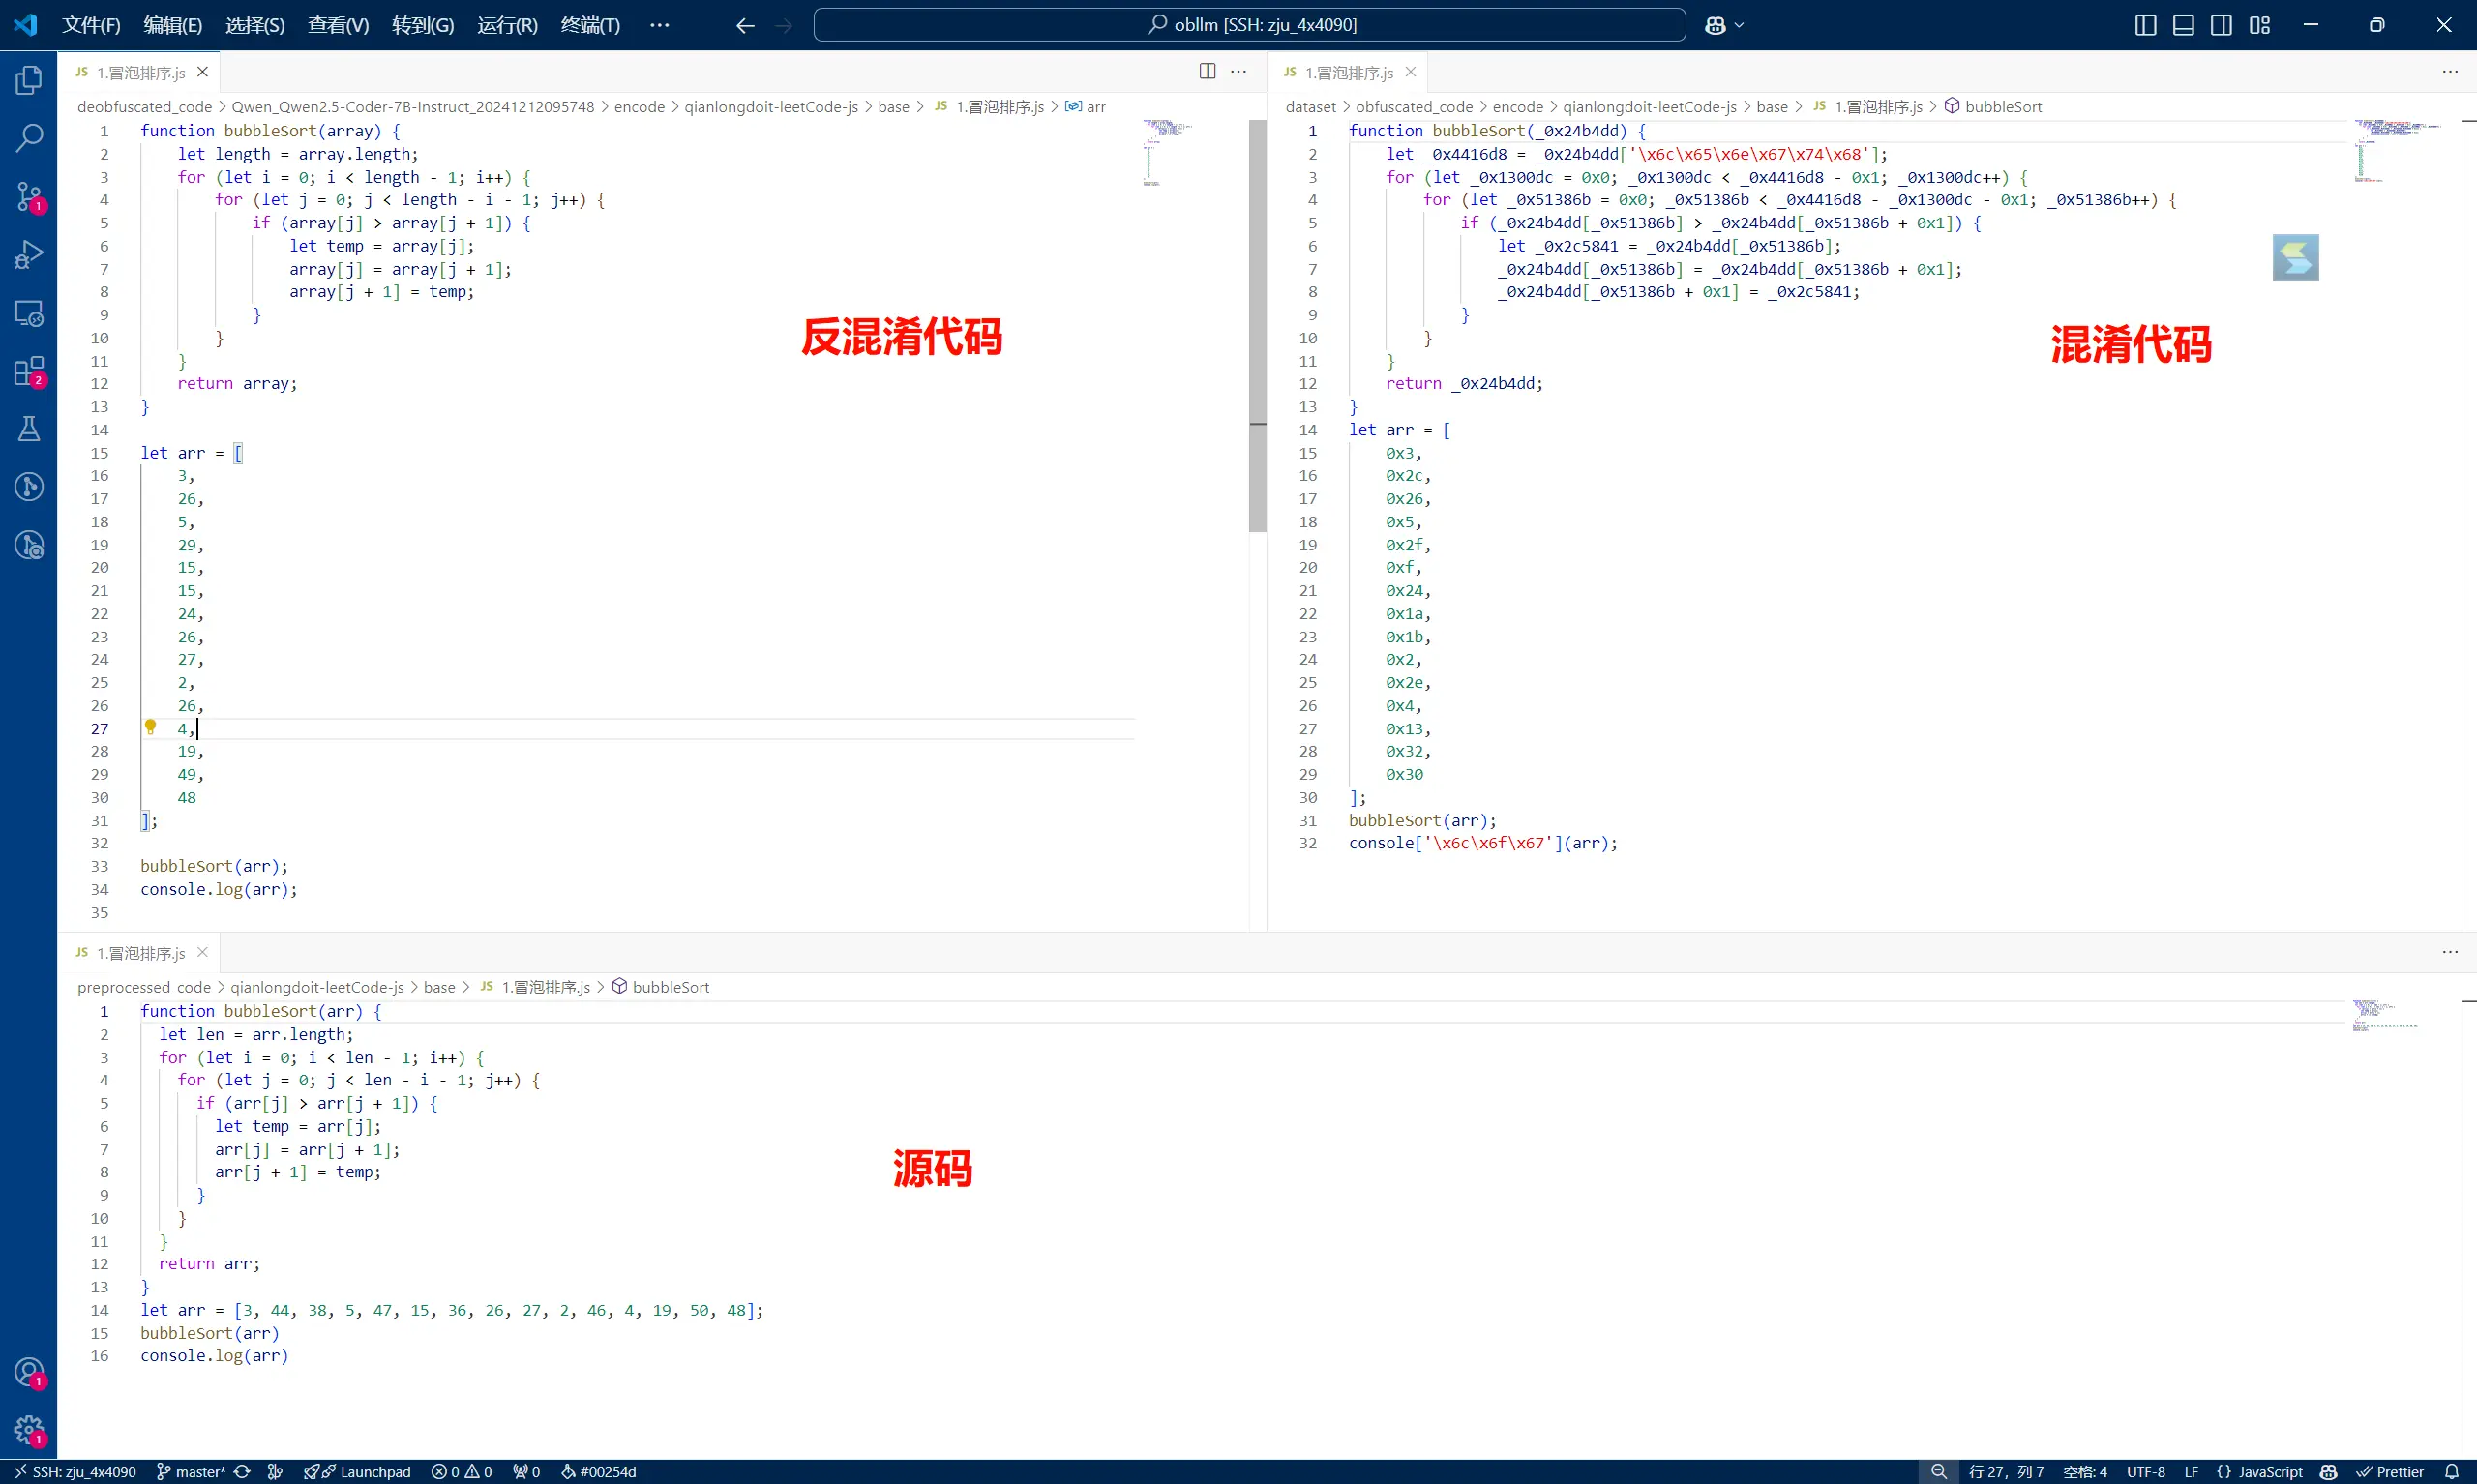 文件(F) 编辑(E) 选择(S) 查看(V) 转到(G) 运行(R) 终端(T) ··· obllm [SSH: zju_4x4090]
JS 1.冒泡排序.js
deobfuscated_code > Qwen_Qwen2.5-Coder-7B-Instruct_20241212095748 > encode > qianlongdoit-leetCode-js > base > JS 1.冒泡排序.js > arr
1 function bubbleSort(array) {
2 let length = array.length;
3 for (let i = 0; i < length - 1; i++) {
4 for (let j = 0; j < length - i - 1; j++) {
5 if (array[j] > array[j + 1]) {
6 let temp = array[j];
7 array[j] = array[j + 1];
8 array[j + 1] = temp;
9 }
10 }
11 }
12 return array;
13 }
14
15 let arr = [
16 3,
17 26,
18 5,
19 29,
20 15,
21 15,
22 24,
23 26,
24 27,
25 2,
26 26,
27 4,
28 19,
29 49,
30 48
31 ];
32
33 bubbleSort(arr);
34 console.log(arr);
35
反混淆代码
JS 1.冒泡排序.js
dataset > obfuscated_code > encode > qianlongdoit-leetCode-js > base > JS 1.冒泡排序.js > bubbleSort
1 function bubbleSort(_0x24b4dd) {
2 let _0x4416d8 = _0x24b4dd['\x6c\x65\x6e\x67\x74\x68'];
3 for (let _0x1300dc = 0x0; _0x1300dc < _0x4416d8 - 0x1; _0x1300dc++) {
4 for (let _0x51386b = 0x0; _0x51386b < _0x4416d8 - _0x1300dc - 0x1; _0x51386b++) {
5 if (_0x24b4dd[_0x51386b] > _0x24b4dd[_0x51386b + 0x1]) {
6 let _0x2c5841 = _0x24b4dd[_0x51386b];
7 _0x24b4dd[_0x51386b] = _0x24b4dd[_0x51386b + 0x1];
8 _0x24b4dd[_0x51386b + 0x1] = _0x2c5841;
9 }
10 }
11 }
12 return _0x24b4dd;
13 }
14 let arr = [
15 0x3,
16 0x2c,
17 0x26,
18 0x5,
19 0x2f,
20 0xf,
21 0x24,
22 0x1a,
23 0x1b,
24 0x2,
25 0x2e,
26 0x4,
27 0x13,
28 0x32,
29 0x30
30 ];
31 bubbleSort(arr);
32 console['\x6c\x6f\x67'](arr);
混淆代码
JS 1.冒泡排序.js
preprocessed_code > qianlongdoit-leetCode-js > base > JS 1.冒泡排序.js > bubbleSort
1 function bubbleSort(arr) {
2 let len = arr.length;
3 for (let i = 0; i < len - 1; i++) {
4 for (let j = 0; j < len - i - 1; j++) {
5 if (arr[j] > arr[j + 1]) {
6 let temp = arr[j];
7 arr[j] = arr[j + 1];
8 arr[j + 1] = temp;
9 }
10 }
11 }
12 return arr;
13 }
14 let arr = [3, 44, 38, 5, 47, 15, 36, 26, 27, 2, 46, 4, 19, 50, 48];
15 bubbleSort(arr)
16 console.log(arr)
源码
1
2
1
1
SSH: zju_4x4090 master* Launchpad 0 0 0 #00254d 行 27，列 7 空格: 4 UTF-8 LF {} JavaScript Prettier